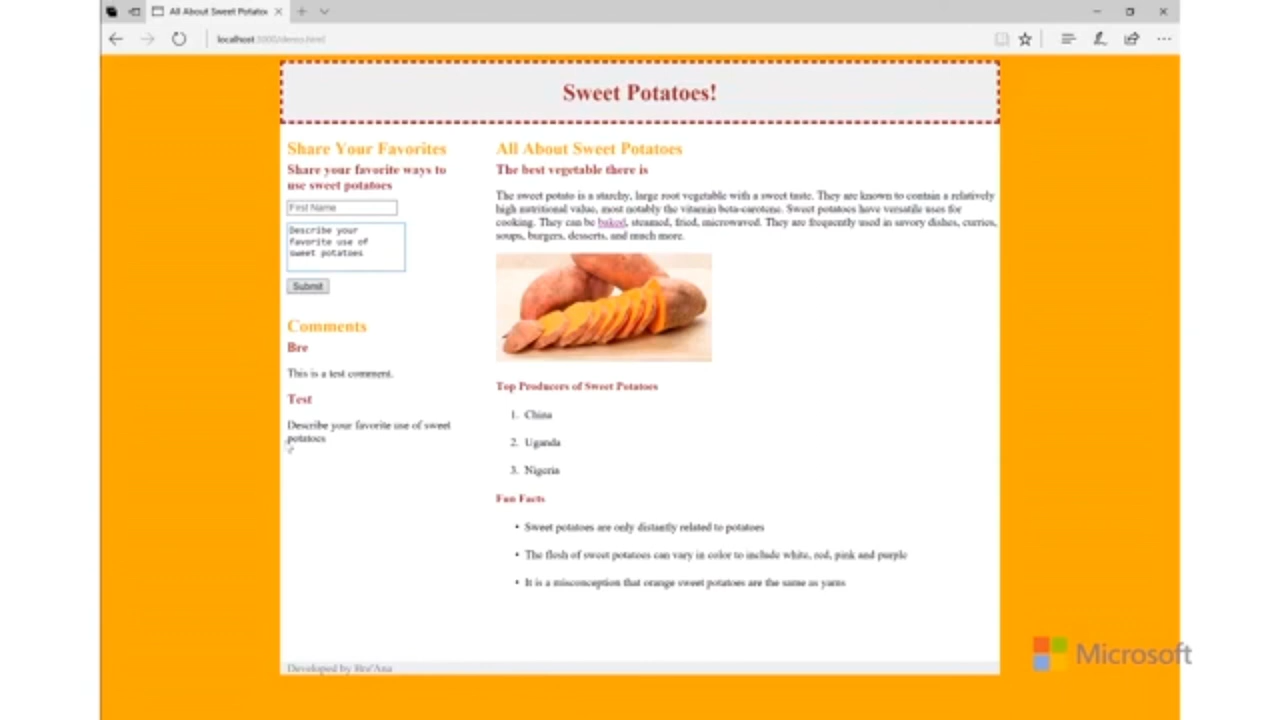 All About Sweet Potatoe
localhost:3000/demo.html
Sweet Potatoes!
Share Your Favorites
Share your favorite ways to
use sweet potatoes
First Name
Describe your
favorite use of
sweet potatoes
Submit
Comments
Bre
This is a test comment.
Test
Describe your favorite use of sweet
potatoes
All About Sweet Potatoes
The best vegetable there is
The sweet potato is a starchy, large root vegetable with a sweet taste. They are known to contain a relatively
high nutritional value, most notably the vitamin beta-carotene. Sweet potatoes have versatile uses for
cooking. They can be baked, steamed, fried, microwaved. They are frequently used in savory dishes, curries,
soups, burgers, desserts, and much more.
Top Producers of Sweet Potatoes
1. China
2. Uganda
3. Nigeria
Fun Facts
• Sweet potatoes are only distantly related to potatoes
• The flesh of sweet potatoes can vary in color to include white, red, pink and purple
• It is a misconception that orange sweet potatoes are the same as yams
Developed by Bre'Ana
Microsoft